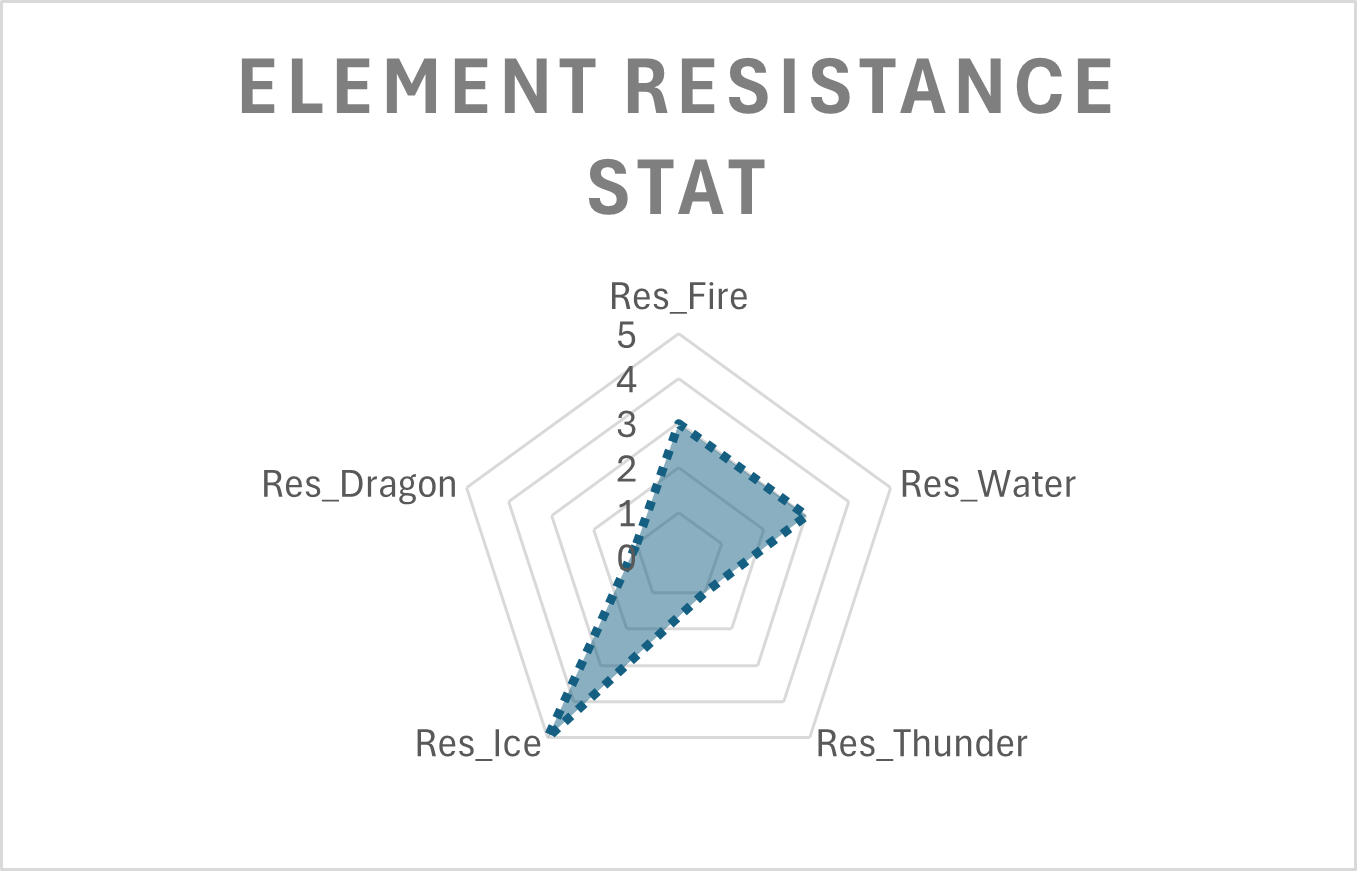 ELEMENT RESISTANCE
STAT
Res_Fire
5
4
3
2
1
0
Res_Dragon
Res_Water
Res_Ice
Res_Thunder